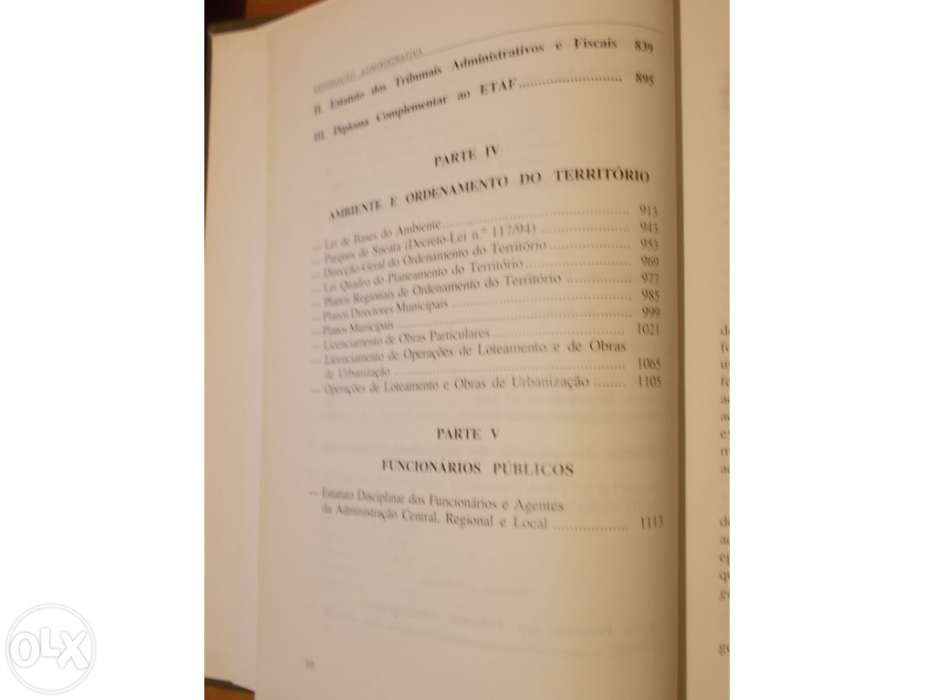 LEGISLAÇÃO ADMINISTRATIVA
II. Estatuto dos Tribunais Administrativos e Fiscais 839
III. Diploma Complementar ao ETAF 895
PARTE IV
AMBIENTE E ORDENAMENTO DO TERRITÓRIO
— Lei de Bases do Ambiente 913
— Parques de Sucata (Decreto-Lei n.º 117/94) 943
— Direcção-Geral do Ordenamento do Território 953
— Lei Quadro do Planeamento do Território 969
— Planos Regionais de Ordenamento do Território 977
— Planos Directores Municipais 985
— Planos Municipais 999
— Licenciamento de Obras Particulares 1021
— Licenciamento de Operações de Loteamento e de Obras
de Urbanização 1065
— Operações de Loteamento e Obras de Urbanização 1105
PARTE V
FUNCIONÁRIOS PÚBLICOS
— Estatuto Disciplinar dos Funcionários e Agentes
da Administração Central, Regional e Local 1113
OLX